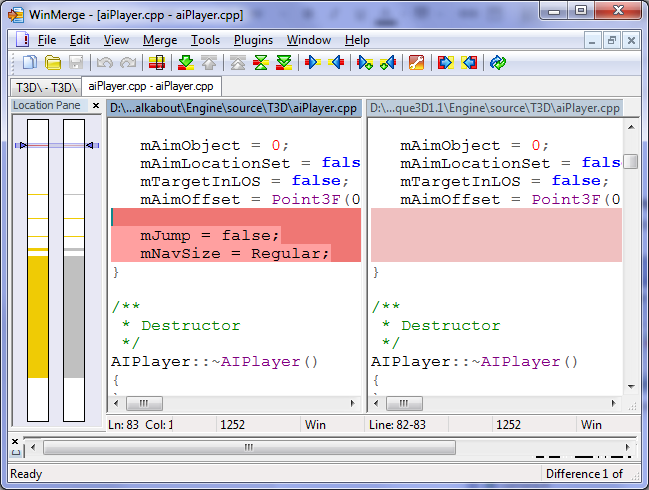 WinMerge - [aiPlayer.cpp - aiPlayer.cpp]
File Edit View Merge Tools Plugins Window Help
T3D\ - T3D\ aiPlayer.cpp - aiPlayer.cpp
Location Pane
D:\...alkabout\Engine\source\T3D\aiPlayer.cpp
mAimObject = 0;
mAimLocationSet = fals
mTargetInLOS = false;
mAimOffset = Point3F(0
mJump = false;
mNavSize = Regular;
}
/**
* Destructor
*/
AIPlayer::~AIPlayer()
{
}
Ln: 83 Col: 1 1252 Win
D:\...que3D1.1\Engine\source\T3D\aiPlayer.cpp
mAimObject = 0;
mAimLocationSet = fals
mTargetInLOS = false;
mAimOffset = Point3F(0
}
/**
* Destructor
*/
AIPlayer::~AIPlayer()
{
}
Line: 82-83 1252 Win
Ready Difference 1 of